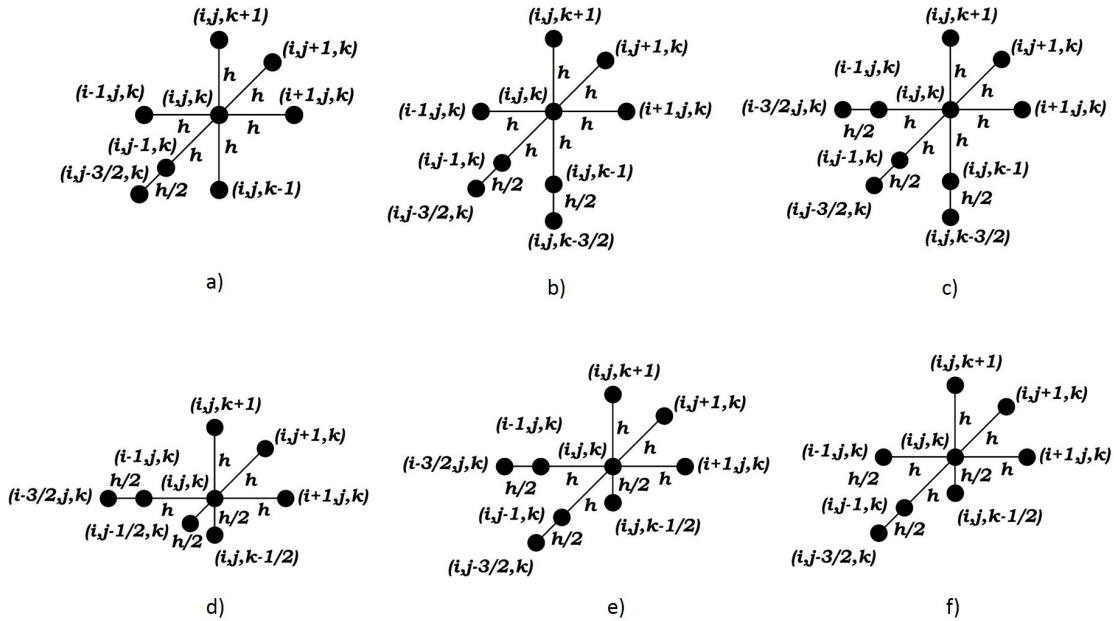 (i,j,k+1)
(i,j+1,k)
(i-1,j,k)
(i,j,k)
(i+1,j,k)
h
h
h
h
(i,j-1,k)
h
h
(i,j-3/2,k)
h/2
(i,j,k-1)
a)
(i,j,k+1)
(i,j+1,k)
h
h
(i-1,j,k)
(i,j,k)
(i+1,j,k)
h
h
(i,j-1,k)
h
h
h/2
(i,j,k-1)
h/2
(i,j-3/2,k)
(i,j,k-3/2)
b)
(i,j,k+1)
(i,j+1,k)
(i-1,j,k)
h
h
(i-3/2,j,k)
(i,j,k)
(i+1,j,k)
h/2
h
h
(i,j-1,k)
h
h
h/2
(i,j,k-1)
h/2
(i,j-3/2,k)
(i,j,k-3/2)
c)
(i,j,k+1)
(i,j+1,k)
(i-1,j,k)
h
h
h/2
(i,j,k)
(i-3/2,j,k)
(i+1,j,k)
h
h/2
h
(i,j-1/2,k)
h/2
(i,j,k-1/2)
d)
(i,j,k+1)
(i,j+1,k)
(i-1,j,k)
h
h
(i,j,k)
(i-3/2,j,k)
(i+1,j,k)
h/2
h
h/2
h
(i,j-1,k)
h
(i,j,k-1/2)
h/2
(i,j-3/2,k)
e)
(i,j,k+1)
(i,j+1,k)
h
h
(i-1,j,k)
(i,j,k)
(i+1,j,k)
h/2
h
h/2
h
(i,j-1,k)
h
(i,j,k-1/2)
h/2
(i,j-3/2,k)
f)